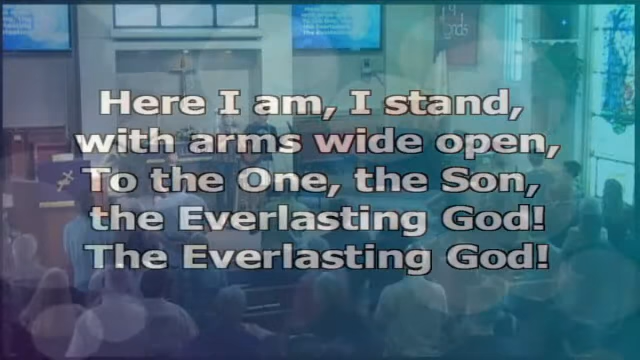 Here I am, I stand,
with arms wide open,
To the One, the Son,
the Everlasting God!
The Everlasting God!